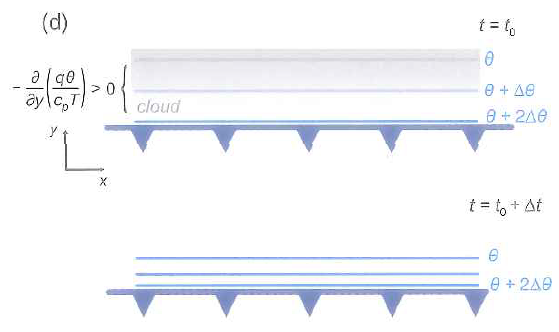 (d)
t = t₀
θ
− ∂/∂y (qθ/cₚT) > 0 {
θ + Δθ
cloud
θ + 2Δθ
y
x
t = t₀ + Δt
θ
θ + 2Δθ